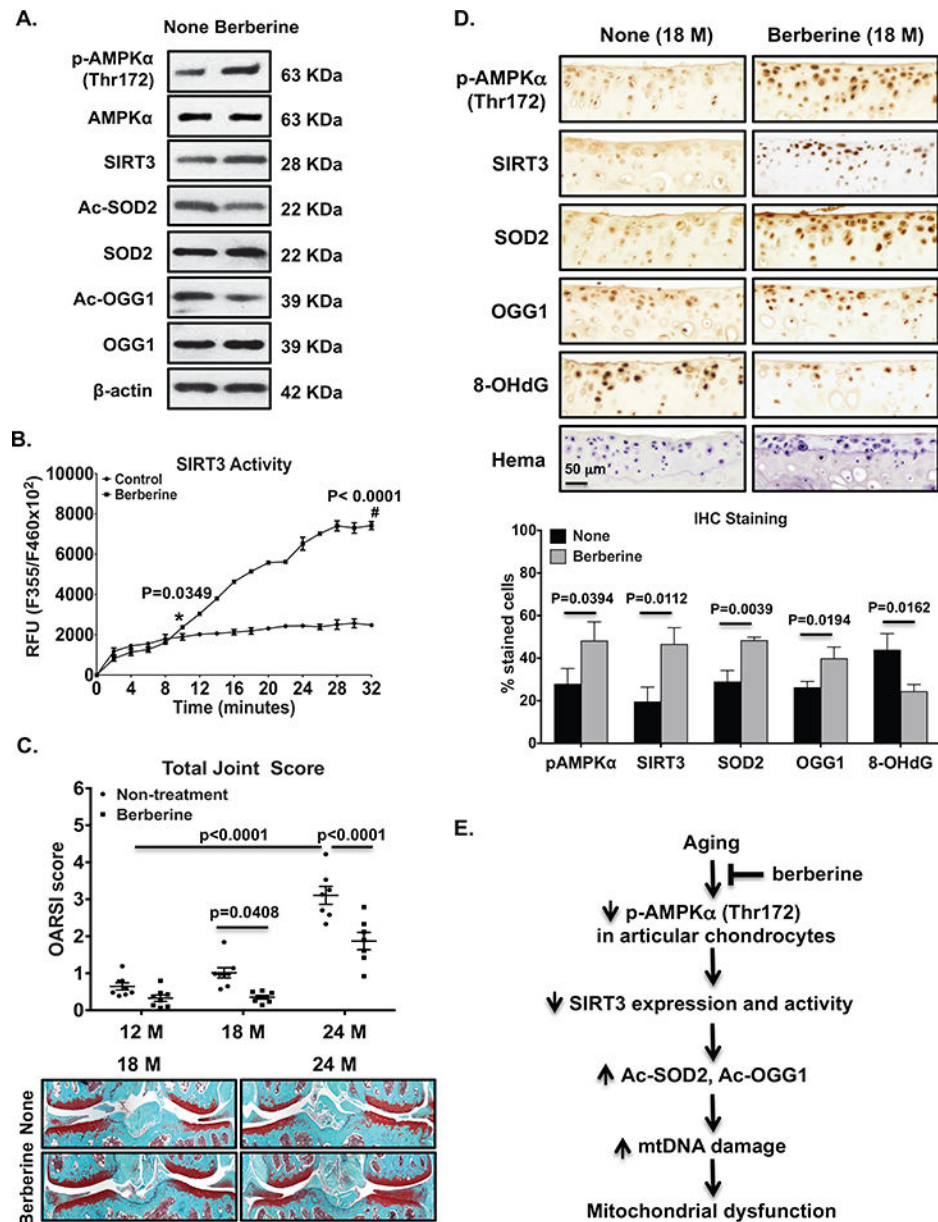 A.
None Berberine
p-AMPKα
(Thr172)
63 KDa
AMPKα
63 KDa
SIRT3
28 KDa
Ac-SOD2
22 KDa
SOD2
22 KDa
Ac-OGG1
39 KDa
OGG1
39 KDa
β-actin
42 KDa
B.
SIRT3 Activity
Control
Berberine
P< 0.0001
#
P=0.0349
*
RFU (F355/F460x10²)
10000
8000
6000
4000
2000
0
0 4 8 12 16 20 24 28 32
Time (minutes)
C.
Total Joint Score
Non-treatment
Berberine
p<0.0001
p<0.0001
p=0.0408
OARSI score
6
5
4
3
2
1
0
12 M 18 M 24 M
18 M 24 M
None
Berberine
D.
None (18 M) Berberine (18 M)
p-AMPKα
(Thr172)
SIRT3
SOD2
OGG1
8-OHdG
Hema
50 µm
IHC Staining
None
Berberine
P=0.0394
P=0.0112
P=0.0039
P=0.0194
P=0.0162
% stained cells
100
80
60
40
20
0
pAMPKα SIRT3 SOD2 OGG1 8-OHdG
E.
Aging
berberine
↓ p-AMPKα (Thr172)
in articular chondrocytes
↓ SIRT3 expression and activity
↑ Ac-SOD2, Ac-OGG1
↑ mtDNA damage
Mitochondrial dysfunction